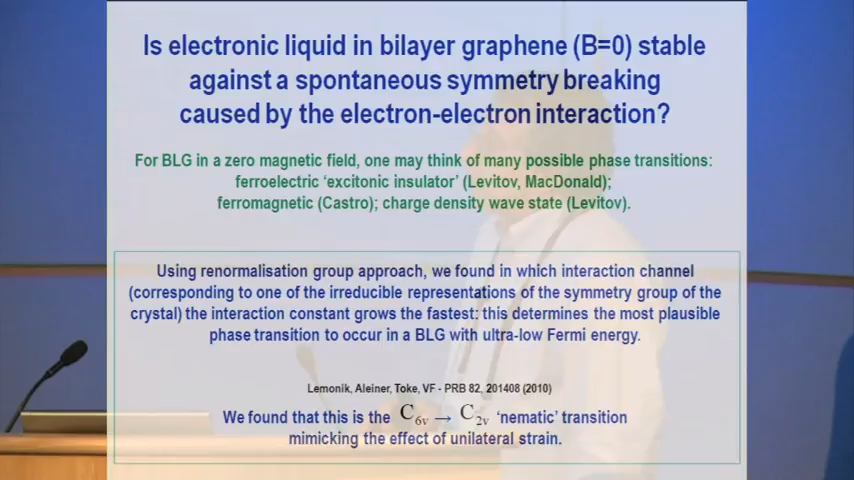 Is electronic liquid in bilayer graphene (B=0) stable
against a spontaneous symmetry breaking
caused by the electron-electron interaction?
For BLG in a zero magnetic field, one may think of many possible phase transitions:
ferroelectric ‘excitonic insulator’ (Levitov, MacDonald);
ferromagnetic (Castro); charge density wave state (Levitov).
Using renormalisation group approach, we found in which interaction channel
(corresponding to one of the irreducible representations of the symmetry group of the
crystal) the interaction constant grows the fastest: this determines the most plausible
phase transition to occur in a BLG with ultra-low Fermi energy.
Lemonik, Aleiner, Toke, VF - PRB 82, 201408 (2010)
We found that this is the C6v → C2v ‘nematic’ transition
mimicking the effect of unilateral strain.